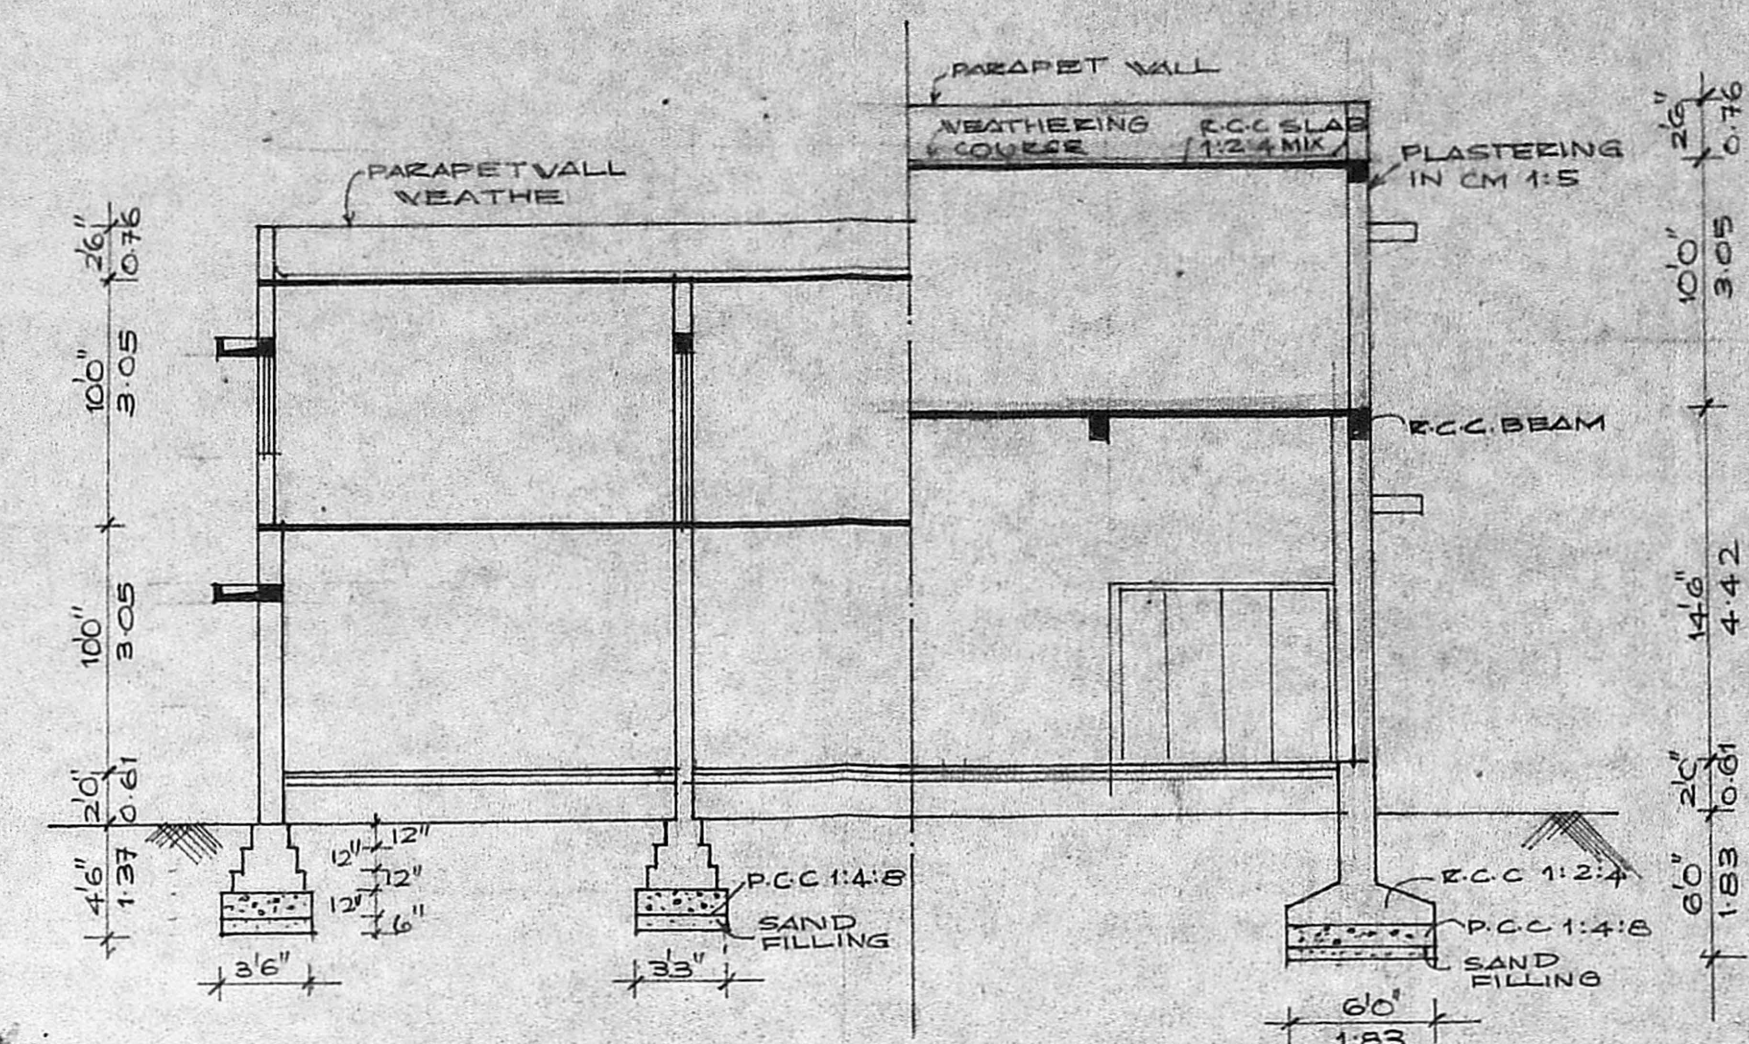 PARAPET WALL
WEATHERING
COURSE
R.C.C SLAB
1:2:4 MIX
PLASTERING
IN CM 1:5
PARAPET WALL
WEATHE
2'6"
0.76
10'0"
3.05
10'0"
3.05
2'0"
0.61
4'6"
1.37
2'6"
0.76
10'0"
3.05
R.C.C. BEAM
14'6"
4.42
2'0"
0.61
6'0"
1.83
12"
12"
12"
12"
6"
P.C.C 1:4:8
SAND
FILLING
3'6"
3'3"
R.C.C 1:2:4
P.C.C 1:4:8
SAND
FILLING
6'0"
1.83